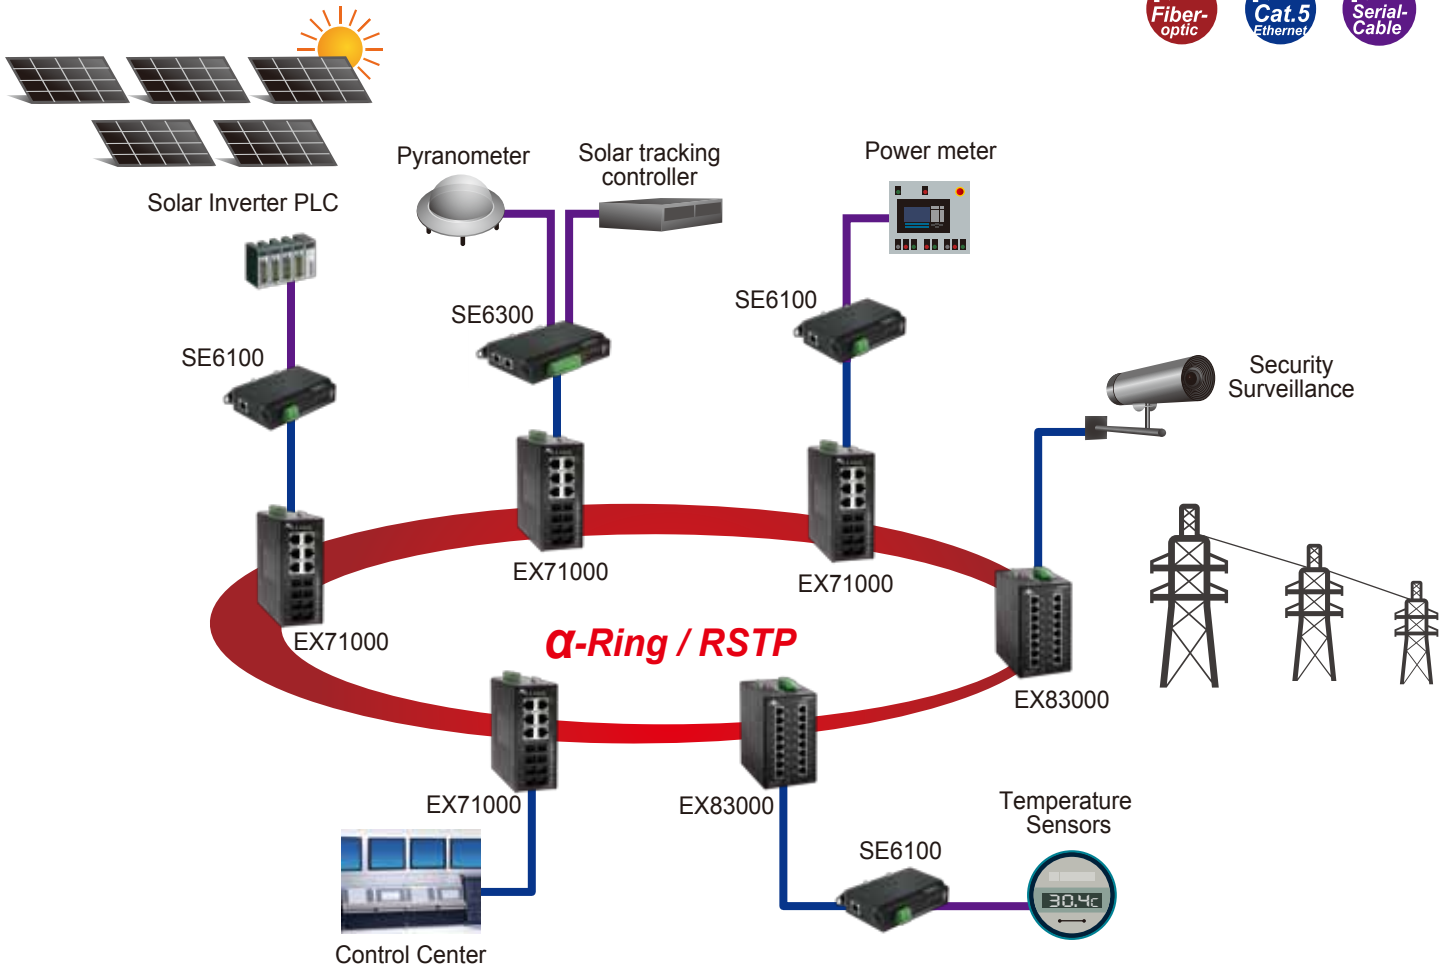 Fiber-
optic
Cat.5
Ethernet
Serial-
Cable
Pyranometer
Solar tracking
controller
Power meter
Solar Inverter PLC
SE6300
SE6100
SE6100
Security
Surveillance
EX71000
EX71000
EX71000
α-Ring / RSTP
EX83000
EX71000
EX83000
Temperature
Sensors
SE6100
30.4c
Control Center